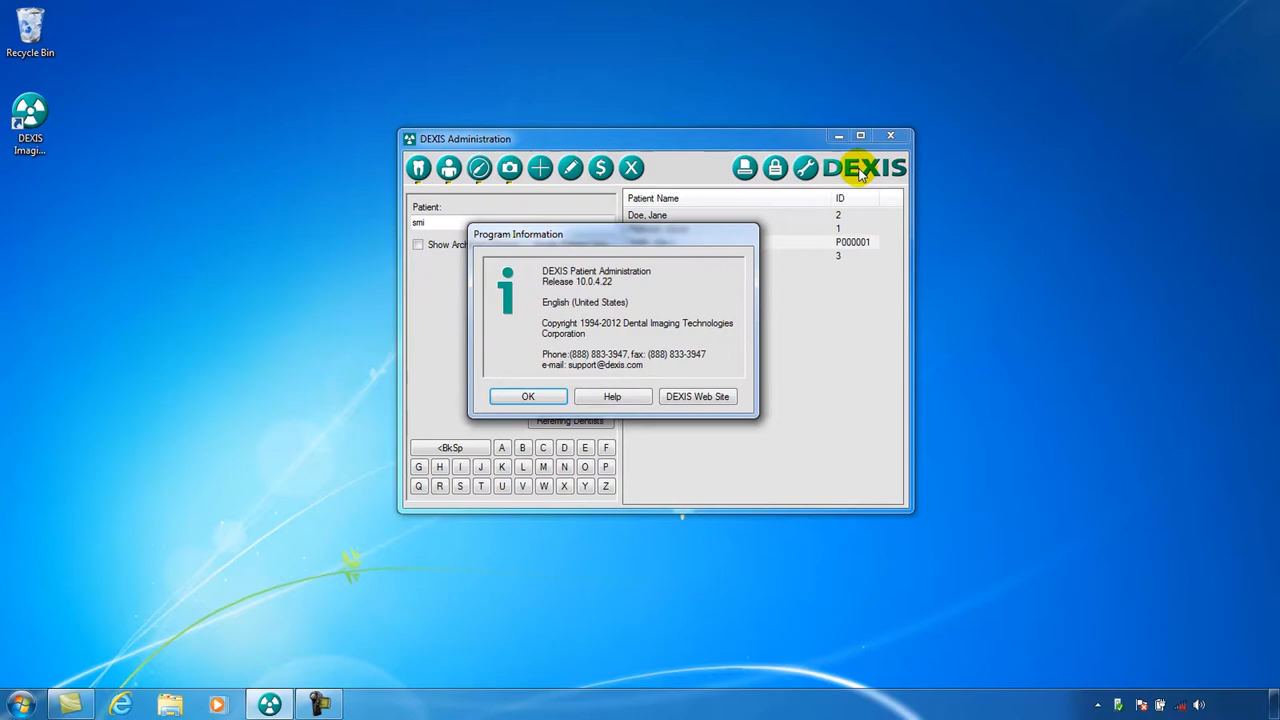 Recycle Bin
DEXIS
Imagi...
DEXIS Administration
DEXIS
Patient:
smi
Show Arc
Patient Name
ID
Doe, Jane
2
1
P000001
3
Program Information
DEXIS Patient Administration
Release 10.0.4.22
English (United States)
Copyright 1994-2012 Dental Imaging Technologies
Corporation
Phone:(888) 883-3947, fax: (888) 833-3947
e-mail: support@dexis.com
OK
Help
DEXIS Web Site
Referring Dentists
<BkSp
A B C D E F
G H I J K L M N O P
Q R S T U V W X Y Z